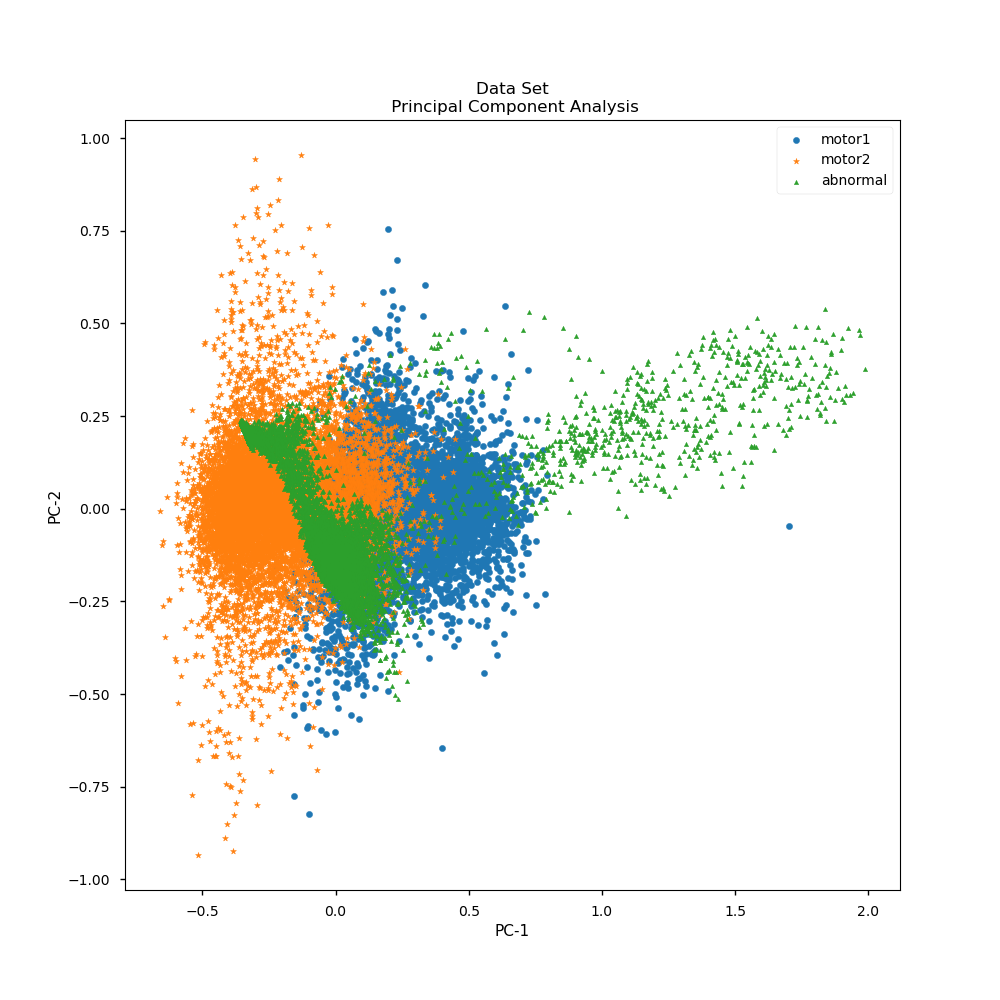 Data Set
Principal Component Analysis
motor1
motor2
abnormal
1.00
0.75
0.50
0.25
0.00
−0.25
−0.50
−0.75
−1.00
PC-2
−0.5 0.0 0.5 1.0 1.5 2.0
PC-1